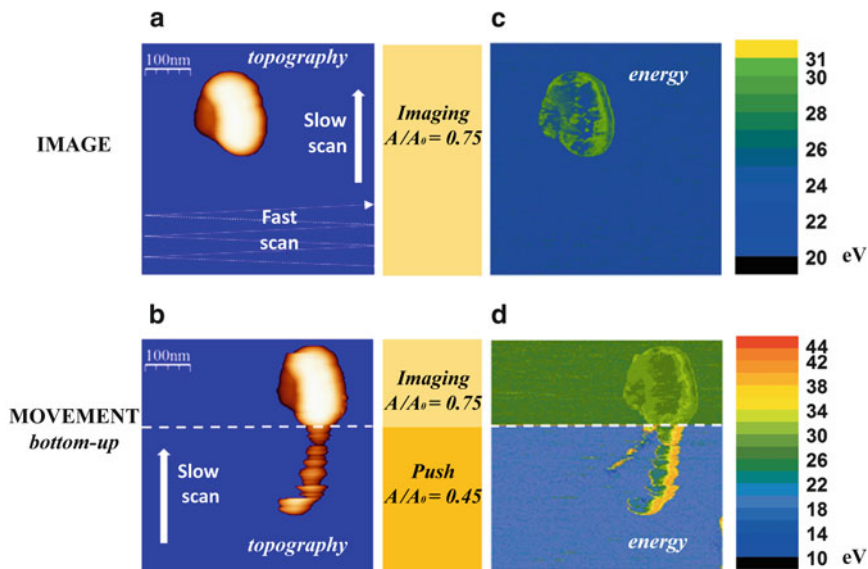 a
c
100nm
topography
Slow
scan
Fast
scan
IMAGE
Imaging
A/A₀ = 0.75
energy
31
30
28
26
24
22
20
eV
b
d
100nm
MOVEMENT
bottom-up
Slow
scan
topography
Imaging
A/A₀ = 0.75
Push
A/A₀ = 0.45
energy
44
42
38
34
30
26
22
18
14
10
eV